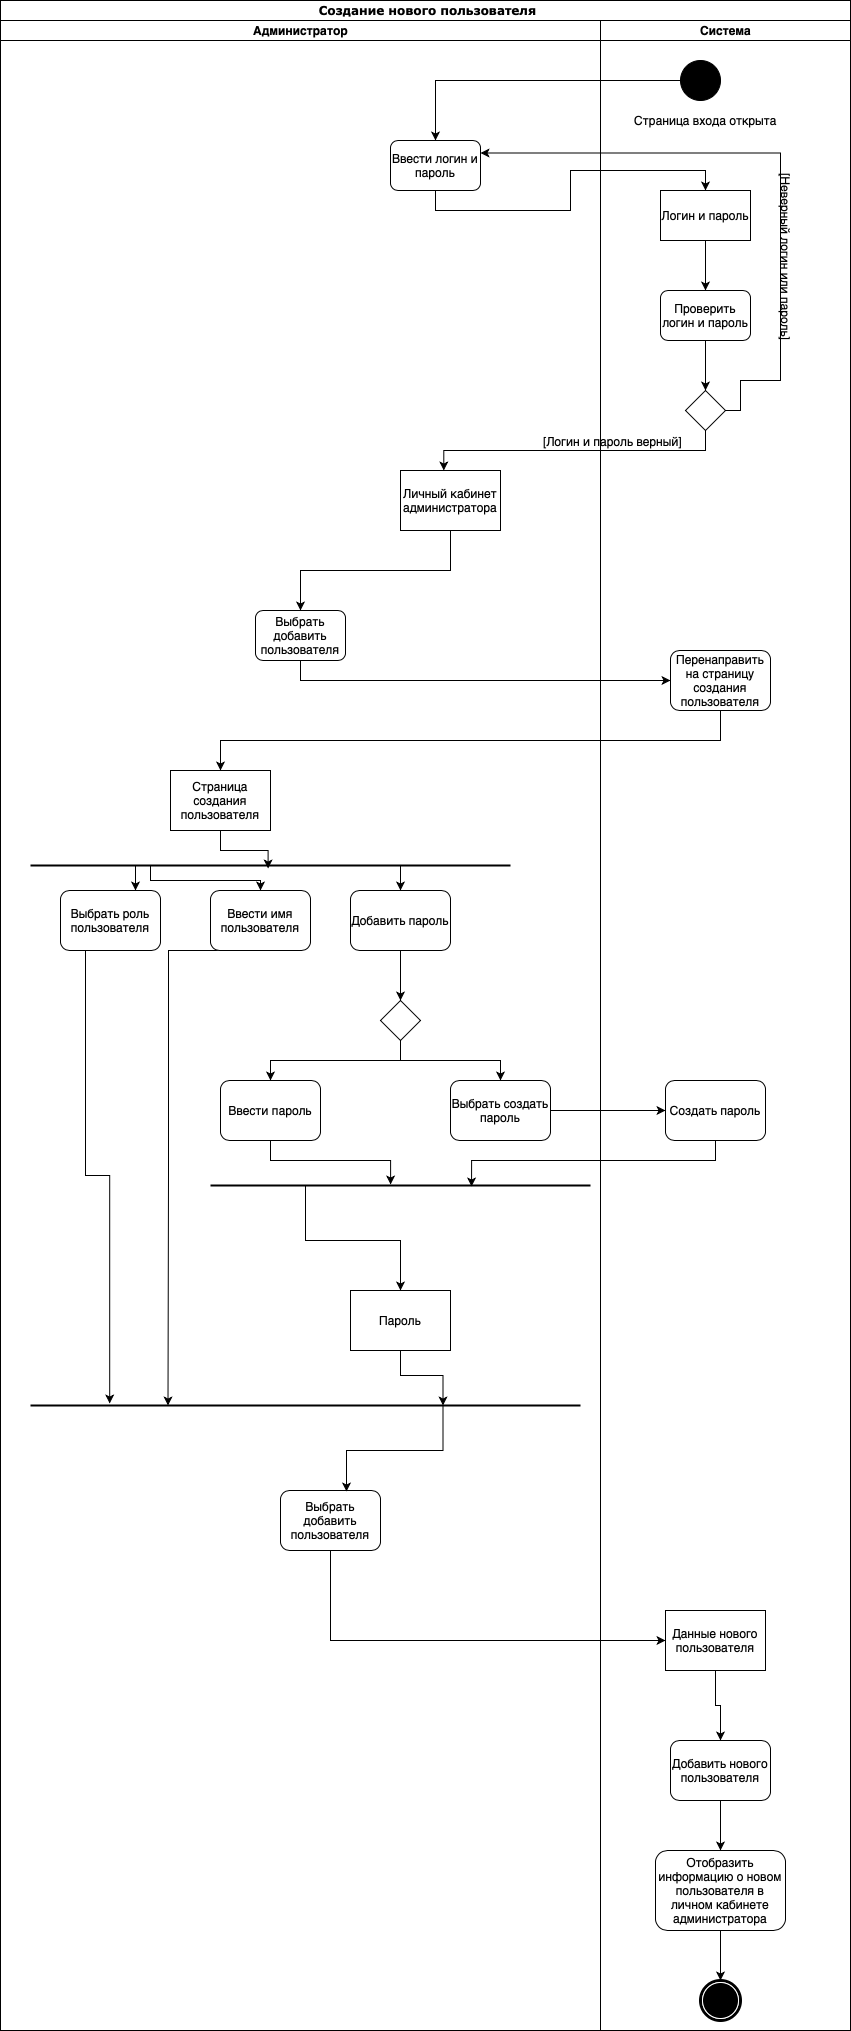 Создание нового пользователя
Администратор
Система
Страница входа открыта
Ввести логин и
пароль
[Неверный логин или пароль]
Логин и пароль
Проверить
логин и пароль
[Логин и пароль верный]
Личный кабинет
администратора
Выбрать
добавить
пользователя
Перенаправить
на страницу
создания
пользователя
Страница
создания
пользователя
Выбрать роль
пользователя
Ввести имя
пользователя
Добавить пароль
Ввести пароль
Выбрать создать
пароль
Создать пароль
Пароль
Выбрать
добавить
пользователя
Данные нового
пользователя
Добавить нового
пользователя
Отобразить
информацию о новом
пользователя в
личном кабинете
администратора